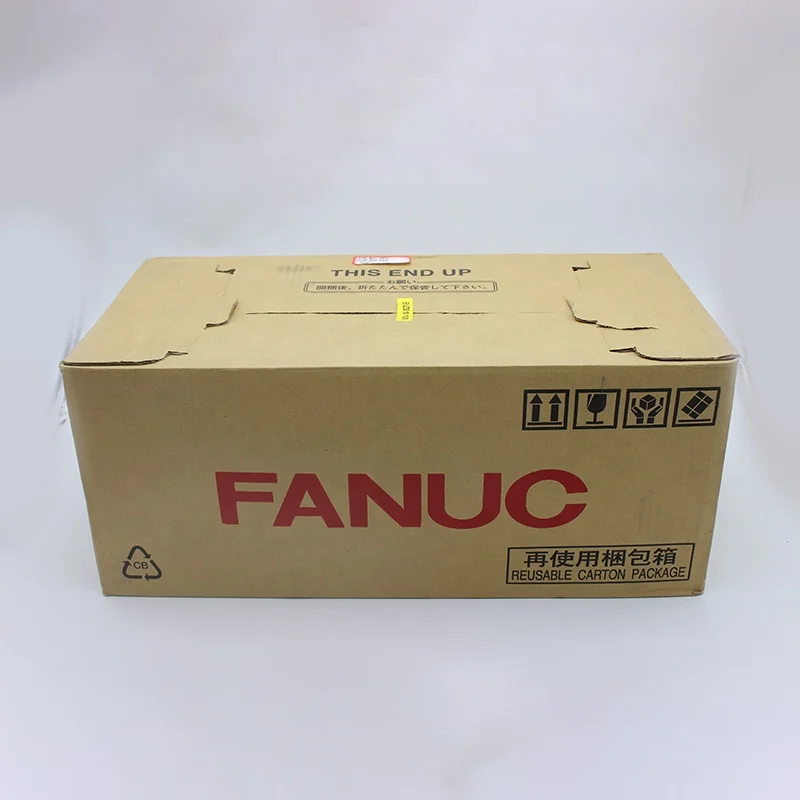 THIS END UP
お願い
開梱後、折たたんで保管して下さい。
FANUC
CB
再使用梱包箱
REUSABLE CARTON PACKAGE